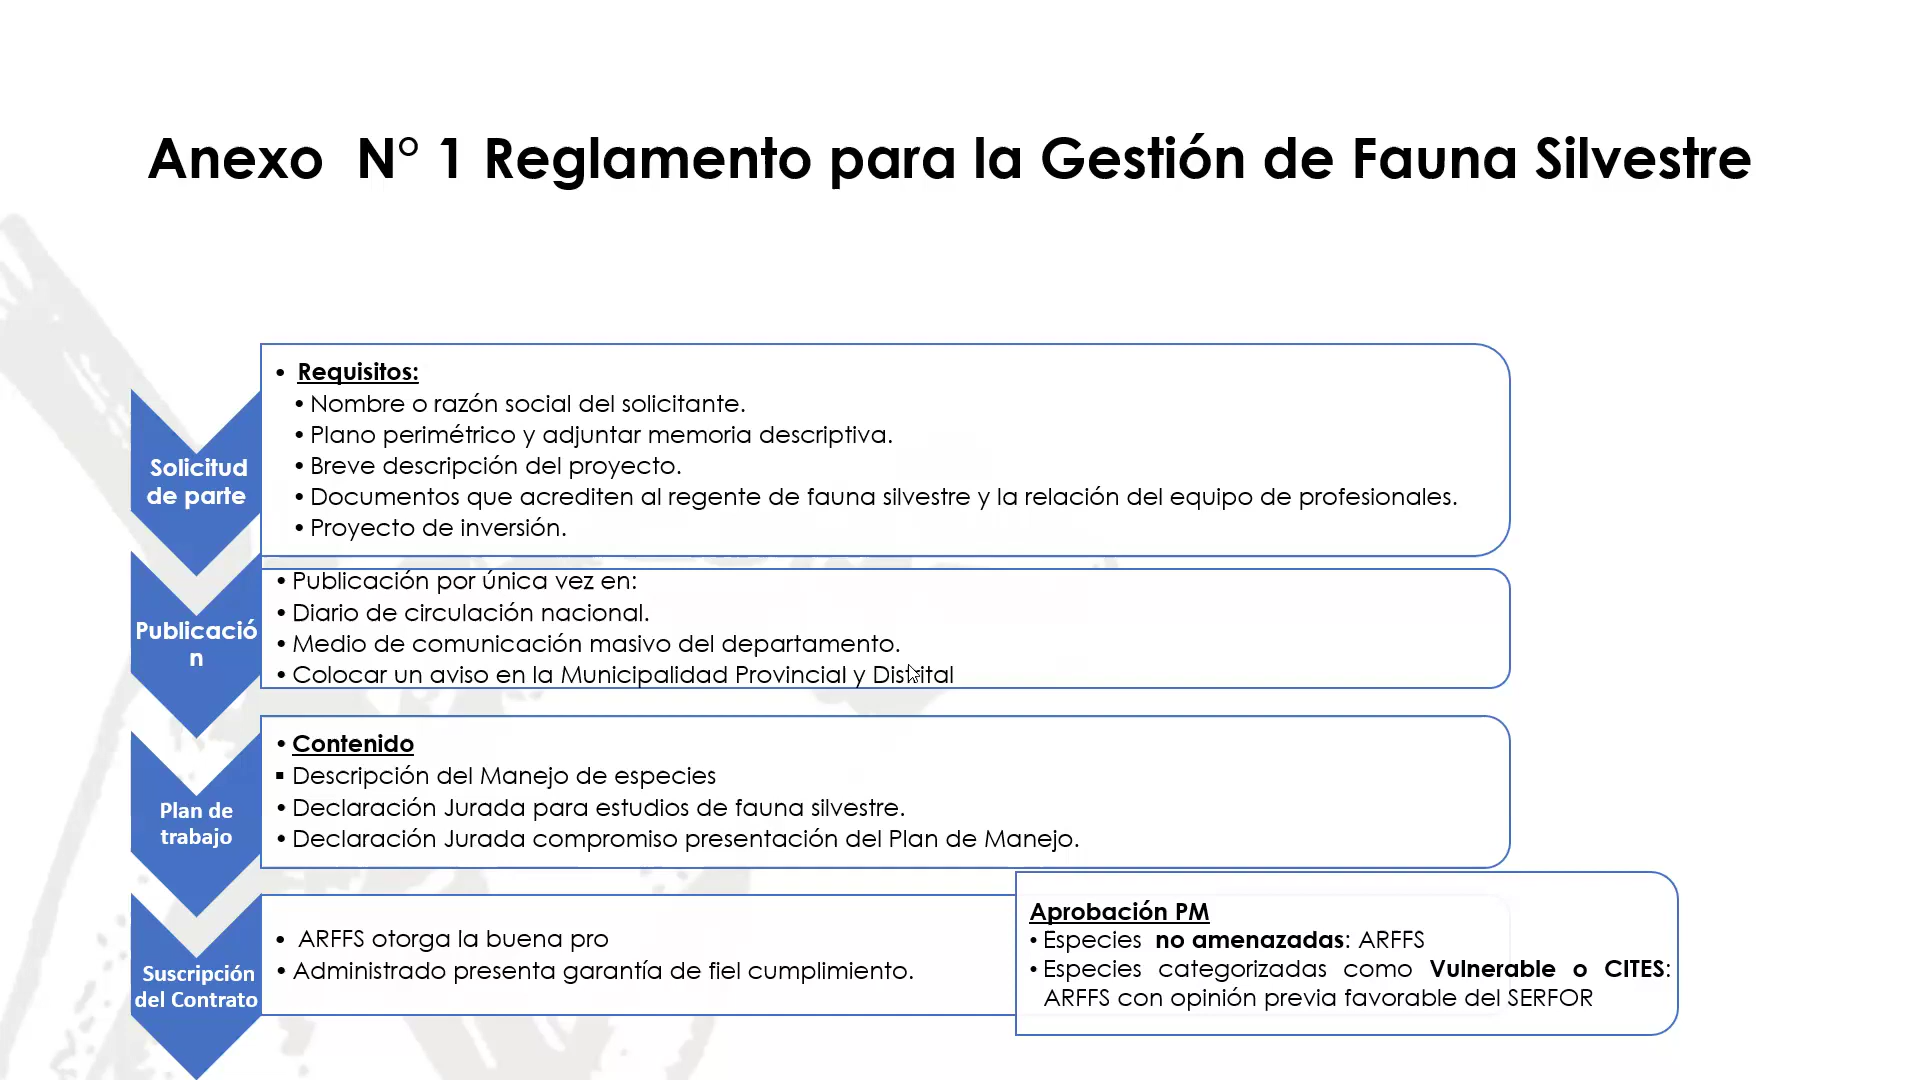 Anexo N° 1 Reglamento para la Gestión de Fauna Silvestre
Solicitud
de parte
• Requisitos:
• Nombre o razón social del solicitante.
• Plano perimétrico y adjuntar memoria descriptiva.
• Breve descripción del proyecto.
• Documentos que acrediten al regente de fauna silvestre y la relación del equipo de profesionales.
• Proyecto de inversión.
Publicació
n
• Publicación por única vez en:
• Diario de circulación nacional.
• Medio de comunicación masivo del departamento.
• Colocar un aviso en la Municipalidad Provincial y Distrital
Plan de
trabajo
• Contenido
▪ Descripción del Manejo de especies
• Declaración Jurada para estudios de fauna silvestre.
• Declaración Jurada compromiso presentación del Plan de Manejo.
Suscripción
del Contrato
• ARFFS otorga la buena pro
• Administrado presenta garantía de fiel cumplimiento.
Aprobación PM
• Especies no amenazadas: ARFFS
• Especies categorizadas como Vulnerable o CITES:
ARFFS con opinión previa favorable del SERFOR